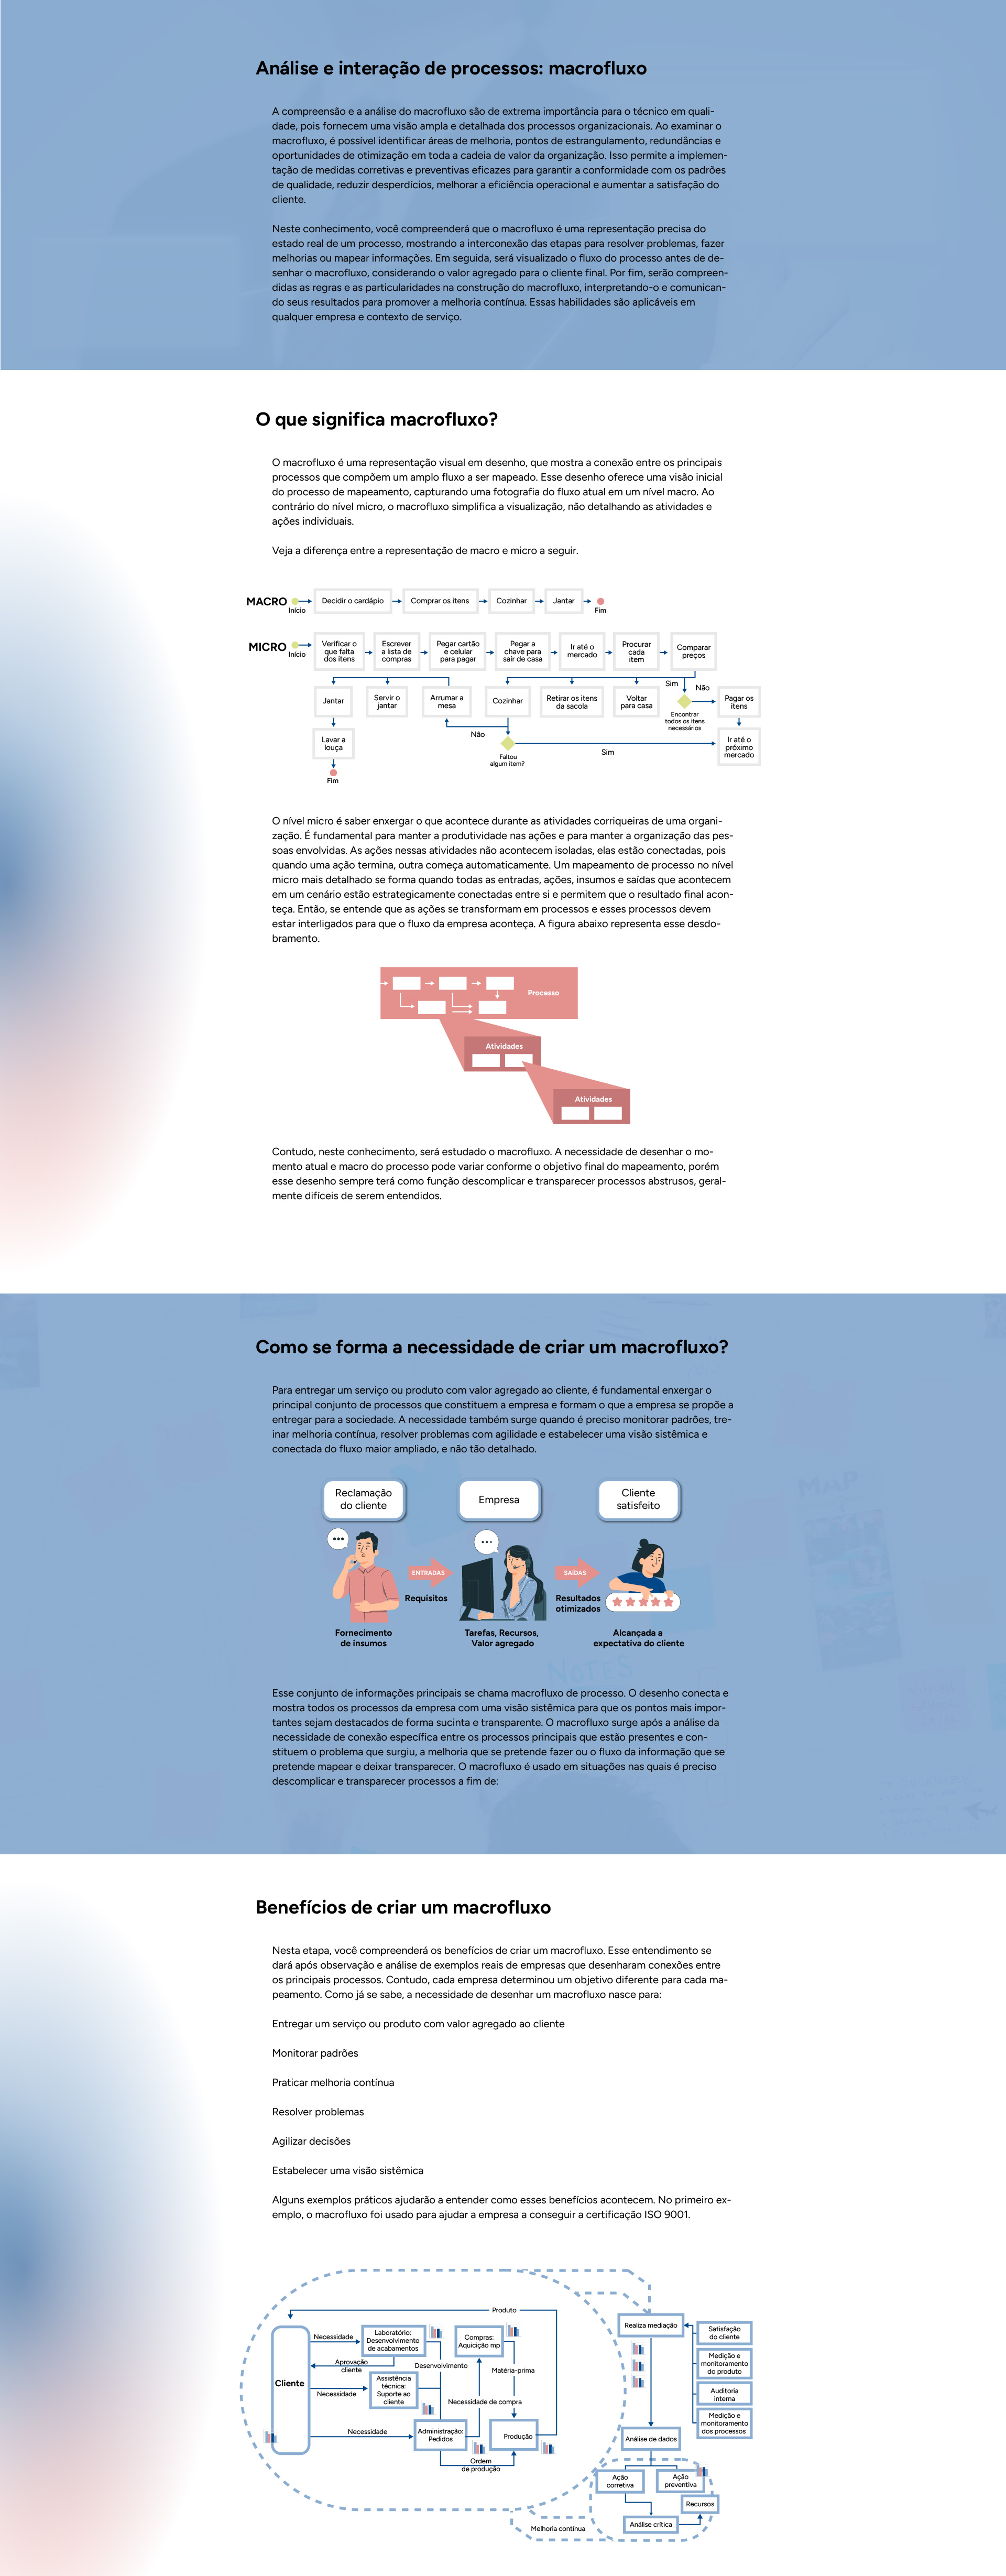 Análise e interação de processos: macrofluxo
A compreensão e a análise do macrofluxo são de extrema importância para o técnico em quali-
dade, pois fornecem uma visão ampla e detalhada dos processos organizacionais. Ao examinar o
macrofluxo, é possível identificar áreas de melhoria, pontos de estrangulamento, redundâncias e
oportunidades de otimização em toda a cadeia de valor da organização. Isso permite a implemen-
tação de medidas corretivas e preventivas eficazes para garantir a conformidade com os padrões
de qualidade, reduzir desperdícios, melhorar a eficiência operacional e aumentar a satisfação do
cliente.
Neste conhecimento, você compreenderá que o macrofluxo é uma representação precisa do
estado real de um processo, mostrando a interconexão das etapas para resolver problemas, fazer
melhorias ou mapear informações. Em seguida, será visualizado o fluxo do processo antes de de-
senhar o macrofluxo, considerando o valor agregado para o cliente final. Por fim, serão compreen-
didas as regras e as particularidades na construção do macrofluxo, interpretando-o e comunican-
do seus resultados para promover a melhoria contínua. Essas habilidades são aplicáveis em
qualquer empresa e contexto de serviço.
O que significa macrofluxo?
O macrofluxo é uma representação visual em desenho, que mostra a conexão entre os principais
processos que compõem um amplo fluxo a ser mapeado. Esse desenho oferece uma visão inicial
do processo de mapeamento, capturando uma fotografia do fluxo atual em um nível macro. Ao
contrário do nível micro, o macrofluxo simplifica a visualização, não detalhando as atividades e
ações individuais.
Veja a diferença entre a representação de macro e micro a seguir.
MACRO
Início
Decidir o cardápio
Comprar os itens
Cozinhar
Jantar
Fim
MICRO
Início
Verificar o
que falta
dos itens
Escrever
a lista de
compras
Pegar cartão
e celular
para pagar
Pegar a
chave para
sair de casa
Ir até o
mercado
Procurar
cada
item
Comparar
preços
Sim
Não
Jantar
Servir o
jantar
Arrumar a
mesa
Cozinhar
Retirar os itens
da sacola
Voltar
para casa
Encontrar
todos os itens
necessários
Pagar os
itens
Lavar a
louça
Não
Faltou
algum item?
Sim
Ir até o
próximo
mercado
Fim
O nível micro é saber enxergar o que acontece durante as atividades corriqueiras de uma organi-
zação. É fundamental para manter a produtividade nas ações e para manter a organização das pes-
soas envolvidas. As ações nessas atividades não acontecem isoladas, elas estão conectadas, pois
quando uma ação termina, outra começa automaticamente. Um mapeamento de processo no nível
micro mais detalhado se forma quando todas as entradas, ações, insumos e saídas que acontecem
em um cenário estão estrategicamente conectadas entre si e permitem que o resultado final acon-
teça. Então, se entende que as ações se transformam em processos e esses processos devem
estar interligados para que o fluxo da empresa aconteça. A figura abaixo representa esse desdo-
bramento.
Processo
Atividades
Atividades
Contudo, neste conhecimento, será estudado o macrofluxo. A necessidade de desenhar o mo-
mento atual e macro do processo pode variar conforme o objetivo final do mapeamento, porém
esse desenho sempre terá como função descomplicar e transparecer processos abstrusos, geral-
mente difíceis de serem entendidos.
Como se forma a necessidade de criar um macrofluxo?
Para entregar um serviço ou produto com valor agregado ao cliente, é fundamental enxergar o
principal conjunto de processos que constituem a empresa e formam o que a empresa se propõe a
entregar para a sociedade. A necessidade também surge quando é preciso monitorar padrões, tre-
inar melhoria contínua, resolver problemas com agilidade e estabelecer uma visão sistêmica e
conectada do fluxo maior ampliado, e não tão detalhado.
Reclamação
do cliente
Empresa
Cliente
satisfeito
ENTRADAS
SAÍDAS
Requisitos
Resultados
otimizados
Fornecimento
de insumos
Tarefas, Recursos,
Valor agregado
Alcançada a
expectativa do cliente
MAP
NOTES
Esse conjunto de informações principais se chama macrofluxo de processo. O desenho conecta e
mostra todos os processos da empresa com uma visão sistêmica para que os pontos mais impor-
tantes sejam destacados de forma sucinta e transparente. O macrofluxo surge após a análise da
necessidade de conexão específica entre os processos principais que estão presentes e con-
stituem o problema que surgiu, a melhoria que se pretende fazer ou o fluxo da informação que se
pretende mapear e deixar transparecer. O macrofluxo é usado em situações nas quais é preciso
descomplicar e transparecer processos a fim de:
Benefícios de criar um macrofluxo
Nesta etapa, você compreenderá os benefícios de criar um macrofluxo. Esse entendimento se
dará após observação e análise de exemplos reais de empresas que desenharam conexões entre
os principais processos. Contudo, cada empresa determinou um objetivo diferente para cada ma-
peamento. Como já se sabe, a necessidade de desenhar um macrofluxo nasce para:
Entregar um serviço ou produto com valor agregado ao cliente
Monitorar padrões
Praticar melhoria contínua
Resolver problemas
Agilizar decisões
Estabelecer uma visão sistêmica
Alguns exemplos práticos ajudarão a entender como esses benefícios acontecem. No primeiro ex-
emplo, o macrofluxo foi usado para ajudar a empresa a conseguir a certificação ISO 9001.
Produto
Cliente
Necessidade
Laboratório:
Desenvolvimento
de acabamentos
Compras:
Aquicição mp
Aprovação
cliente
Desenvolvimento
Matéria-prima
Necessidade
Assistência
técnica:
Suporte ao
cliente
Necessidade de compra
Necessidade
Administração:
Pedidos
Produção
Ordem
de produção
Realiza mediação
Satisfação
do cliente
Medição e
monitoramento
do produto
Auditoria
interna
Medição e
monitoramento
dos processos
Análise de dados
Ação
corretiva
Ação
preventiva
Recursos
Análise crítica
Melhoria contínua